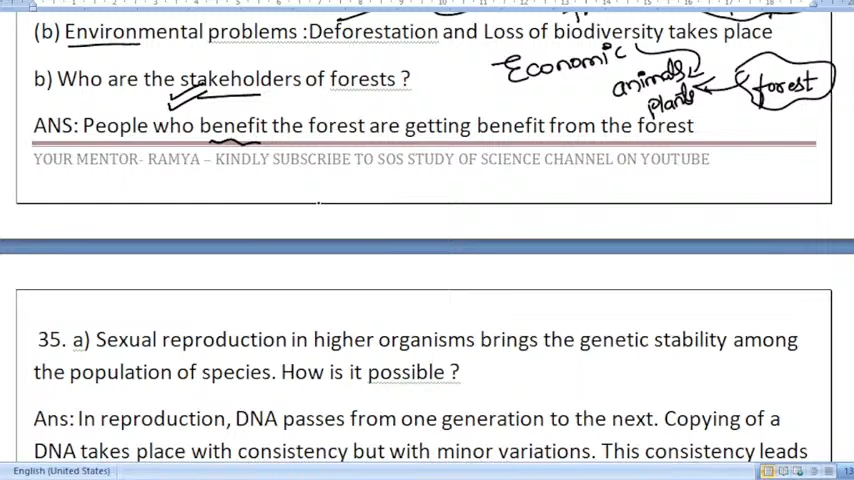 (b) Environmental problems :Deforestation and Loss of biodiversity takes place
Economic
animals
plants
forest
b) Who are the stakeholders of forests ?
ANS: People who benefit the forest are getting benefit from the forest
YOUR MENTOR- RAMYA – KINDLY SUBSCRIBE TO SOS STUDY OF SCIENCE CHANNEL ON YOUTUBE
35. a) Sexual reproduction in higher organisms brings the genetic stability among
the population of species. How is it possible ?
Ans: In reproduction, DNA passes from one generation to the next. Copying of a
DNA takes place with consistency but with minor variations. This consistency leads
English (United States)
13